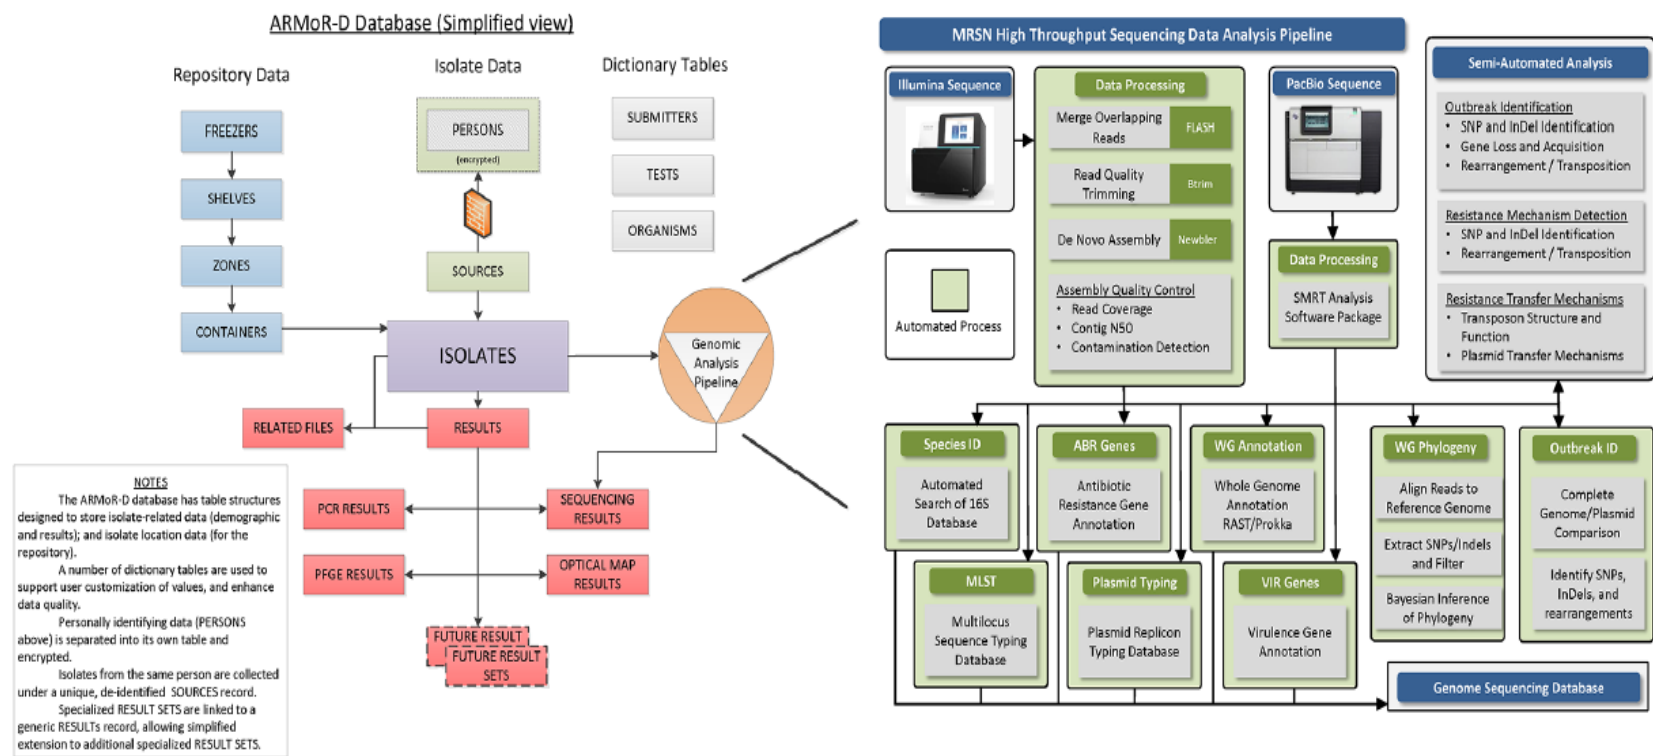 ARMoR-D Database (Simplified view)
Repository Data
Isolate Data
Dictionary Tables
FREEZERS
SHELVES
ZONES
CONTAINERS
PERSONS
(encrypted)
SOURCES
SUBMITTERS
TESTS
ORGANISMS
ISOLATES
Genomic
Analysis
Pipeline
RELATED FILES
RESULTS
PCR RESULTS
SEQUENCING
RESULTS
PFGE RESULTS
OPTICAL MAP
RESULTS
FUTURE RESULT
FUTURE RESULT
SETS
NOTES
The ARMoR-D database has table structures
designed to store isolate-related data (demographic
and results); and isolate location data (for the
repository).
A number of dictionary tables are used to
support user customization of values, and enhance
data quality.
Personally identifying data (PERSONS
above) is separated into its own table and
encrypted.
Isolates from the same person are collected
under a unique, de-identified SOURCES record.
Specialized RESULT SETS are linked to a
generic RESULTs record, allowing simplified
extension to additional specialized RESULT SETS.
MRSN High Throughput Sequencing Data Analysis Pipeline
Illumina Sequence
Automated Process
Data Processing
Merge Overlapping
Reads
FLASH
Read Quality
Trimming
Btrim
De Novo Assembly
Newbler
Assembly Quality Control
• Read Coverage
• Contig N50
• Contamination Detection
PacBio Sequence
Data Processing
SMRT Analysis
Software Package
Semi-Automated Analysis
Outbreak Identification
• SNP and InDel Identification
• Gene Loss and Acquisition
• Rearrangement / Transposition
Resistance Mechanism Detection
• SNP and InDel Identification
• Rearrangement / Transposition
Resistance Transfer Mechanisms
• Transposon Structure and
Function
• Plasmid Transfer Mechanisms
Species ID
Automated
Search of 16S
Database
ABR Genes
Antibiotic
Resistance Gene
Annotation
WG Annotation
Whole Genome
Annotation
RAST/Prokka
WG Phylogeny
Align Reads to
Reference Genome
Extract SNPs/Indels
and Filter
Bayesian Inference
of Phylogeny
Outbreak ID
Complete
Genome/Plasmid
Comparison
Identify SNPs,
InDels, and
rearrangements
MLST
Multilocus
Sequence Typing
Database
Plasmid Typing
Plasmid Replicon
Typing Database
VIR Genes
Virulence Gene
Annotation
Genome Sequencing Database